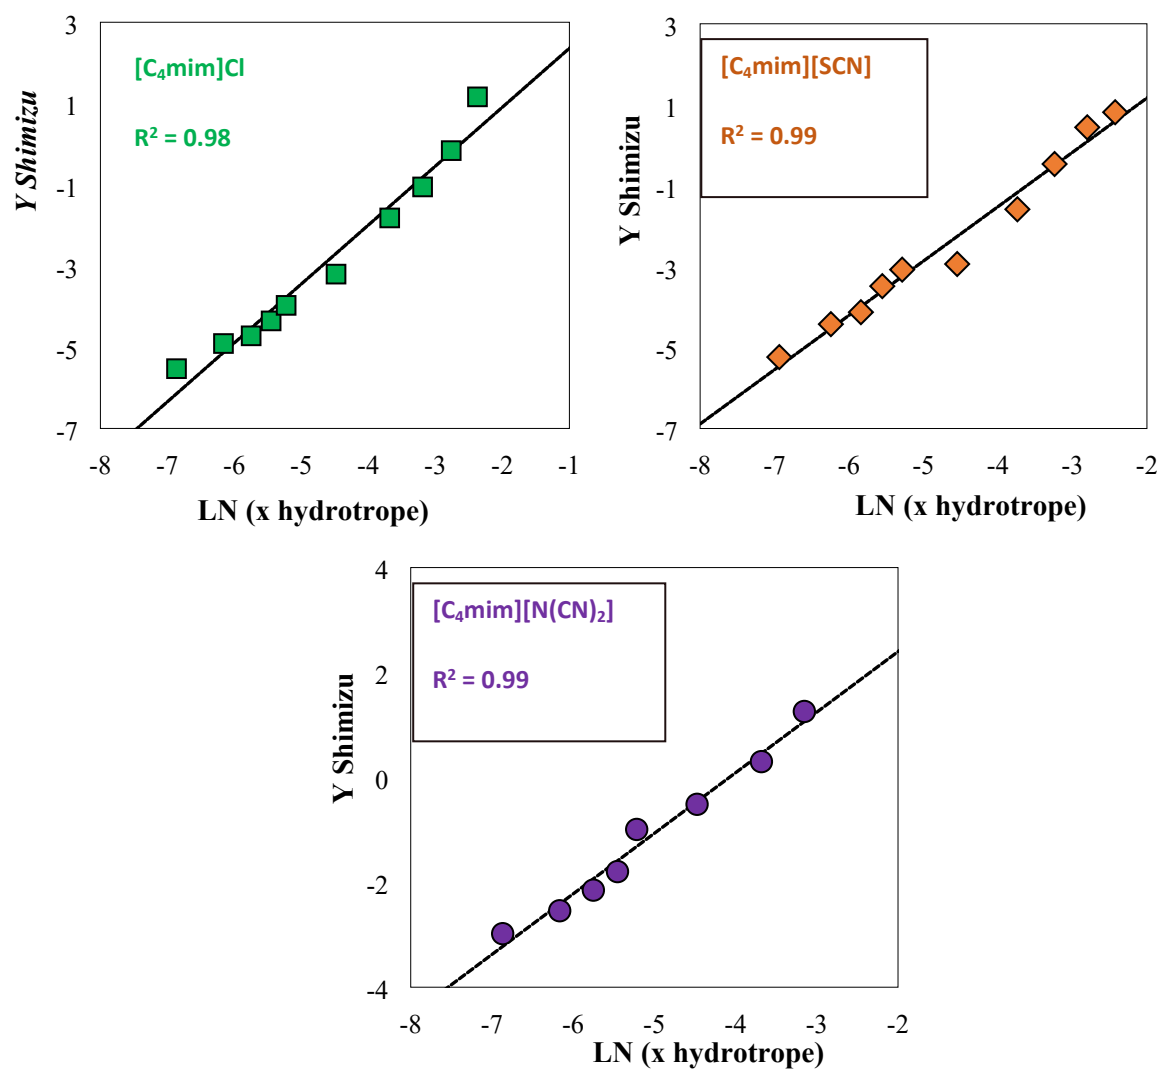 [C₄mim]Cl
R² = 0.98
Y Shimizu
3
1
-1
-3
-5
-7
-8 -7 -6 -5 -4 -3 -2 -1
LN (x hydrotrope)
[C₄mim][SCN]
R² = 0.99
Y Shimizu
3
1
-1
-3
-5
-7
-8 -7 -6 -5 -4 -3 -2
LN (x hydrotrope)
[C₄mim][N(CN)₂]
R² = 0.99
Y Shimizu
4
2
0
-2
-4
-8 -7 -6 -5 -4 -3 -2
LN (x hydrotrope)